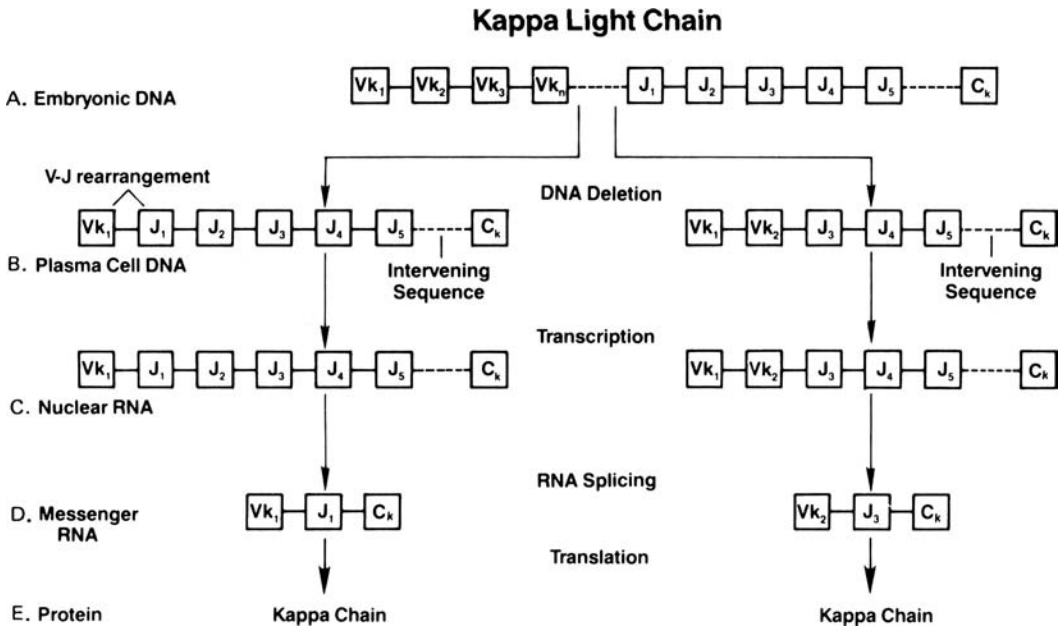 Kappa Light Chain
A. Embryonic DNA
Vk₁ Vk₂ Vk₃ Vkₙ J₁ J₂ J₃ J₄ J₅ Cₖ
V-J rearrangement
DNA Deletion
Vk₁ J₁ J₂ J₃ J₄ J₅ Cₖ
Vk₁ Vk₂ J₃ J₄ J₅ Cₖ
B. Plasma Cell DNA
Intervening
Sequence
Intervening
Sequence
Transcription
Vk₁ J₁ J₂ J₃ J₄ J₅ Cₖ
Vk₁ Vk₂ J₃ J₄ J₅ Cₖ
C. Nuclear RNA
RNA Splicing
D. Messenger
RNA
Vk₁ J₁ Cₖ
Vk₂ J₃ Cₖ
Translation
E. Protein
Kappa Chain
Kappa Chain